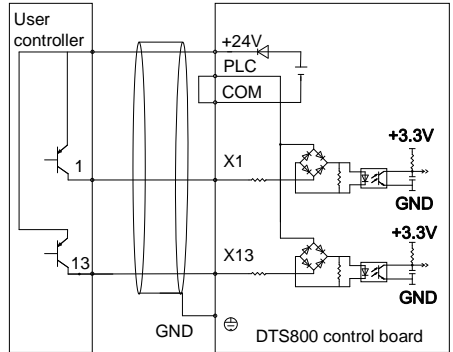 User
controller
+24V
PLC
COM
+3.3V
1
X1
GND
+3.3V
13
X13
GND
GND
DTS800 control board